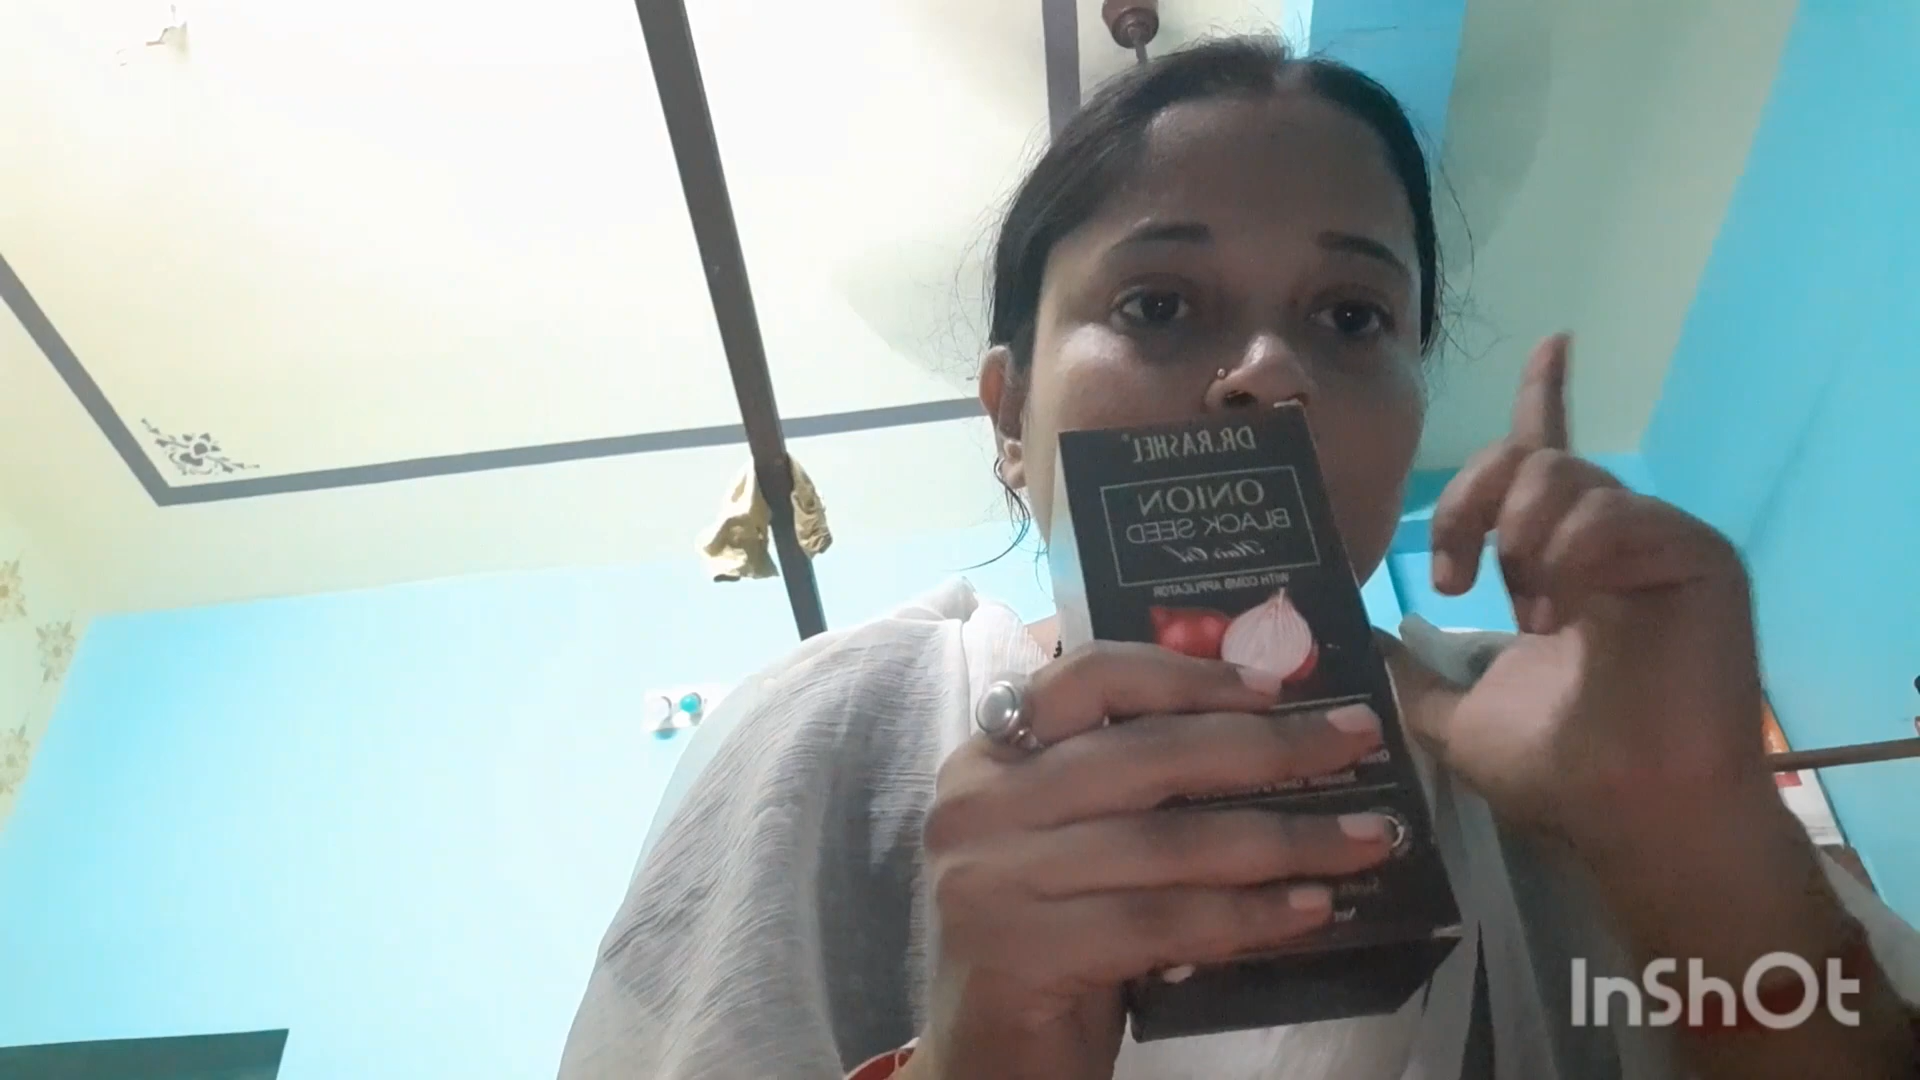 DR.RASHEL®
ONION
BLACK SEED
Hair Oil
WITH COMB APPLICATOR
InShOt